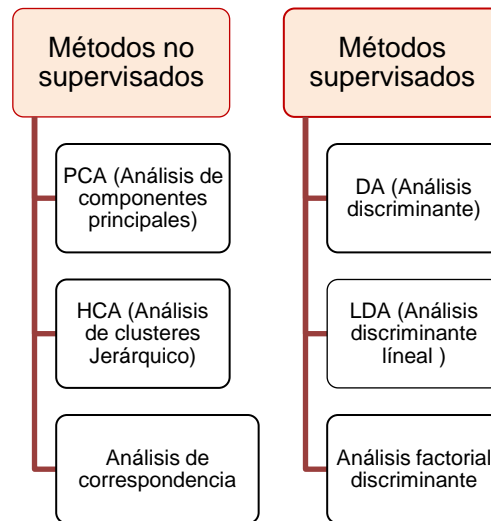 Métodos no
supervisados
PCA (Análisis de
componentes
principales)
HCA (Análisis
de clusteres
Jerárquico)
Análisis de
correspondencia
Métodos
supervisados
DA (Análisis
discriminante)
LDA (Análisis
discriminante
líneal )
Análisis factorial
discriminante